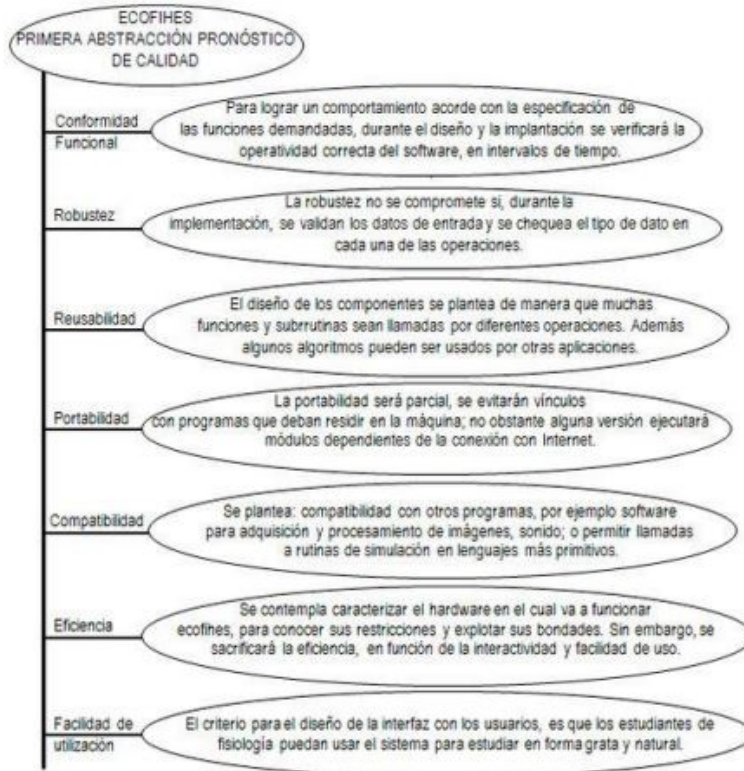 ECOFIHES
PRIMERA ABSTRACCIÓN PRONÓSTICO
DE CALIDAD
Conformidad
Funcional
Para lograr un comportamiento acorde con la especificación de
las funciones demandadas, durante el diseño y la implantación se verificará la
operatividad correcta del software, en intervalos de tiempo.
Robustez
La robustez no se compromete si, durante la
implementación, se validan los datos de entrada y se chequea el tipo de dato en
cada una de las operaciones.
Reusabilidad
El diseño de los componentes se plantea de manera que muchas
funciones y subrrutinas sean llamadas por diferentes operaciones. Además
algunos algoritmos pueden ser usados por otras aplicaciones.
Portabilidad
La portabilidad será parcial, se evitarán vínculos
con programas que deban residir en la máquina; no obstante alguna versión ejecutará
módulos dependientes de la conexión con Internet.
Compatibilidad
Se plantea: compatibilidad con otros programas, por ejemplo software
para adquisición y procesamiento de imágenes, sonido; o permitir llamadas
a rutinas de simulación en lenguajes más primitivos.
Eficiencia
Se contempla caracterizar el hardware en el cual va a funcionar
ecofihes, para conocer sus restricciones y explotar sus bondades. Sin embargo, se
sacrificará la eficiencia, en función de la interactividad y facilidad de uso.
Facilidad de
utilización
El criterio para el diseño de la interfaz con los usuarios, es que los estudiantes de
fisiología puedan usar el sistema para estudiar en forma grata y natural.